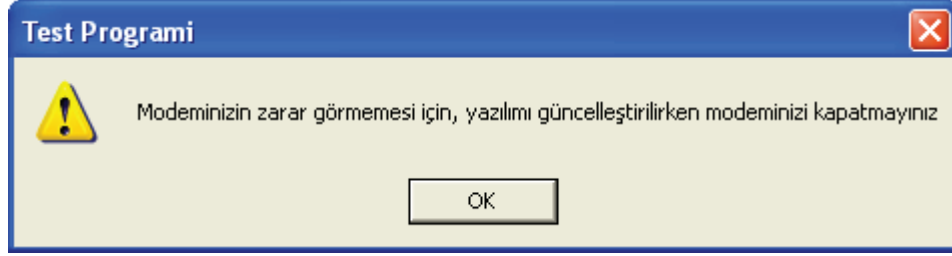 Test Programi
Modeminizin zarar görmemesi için, yazılımı güncelleştirilirken modeminizi kapatmayınız
OK